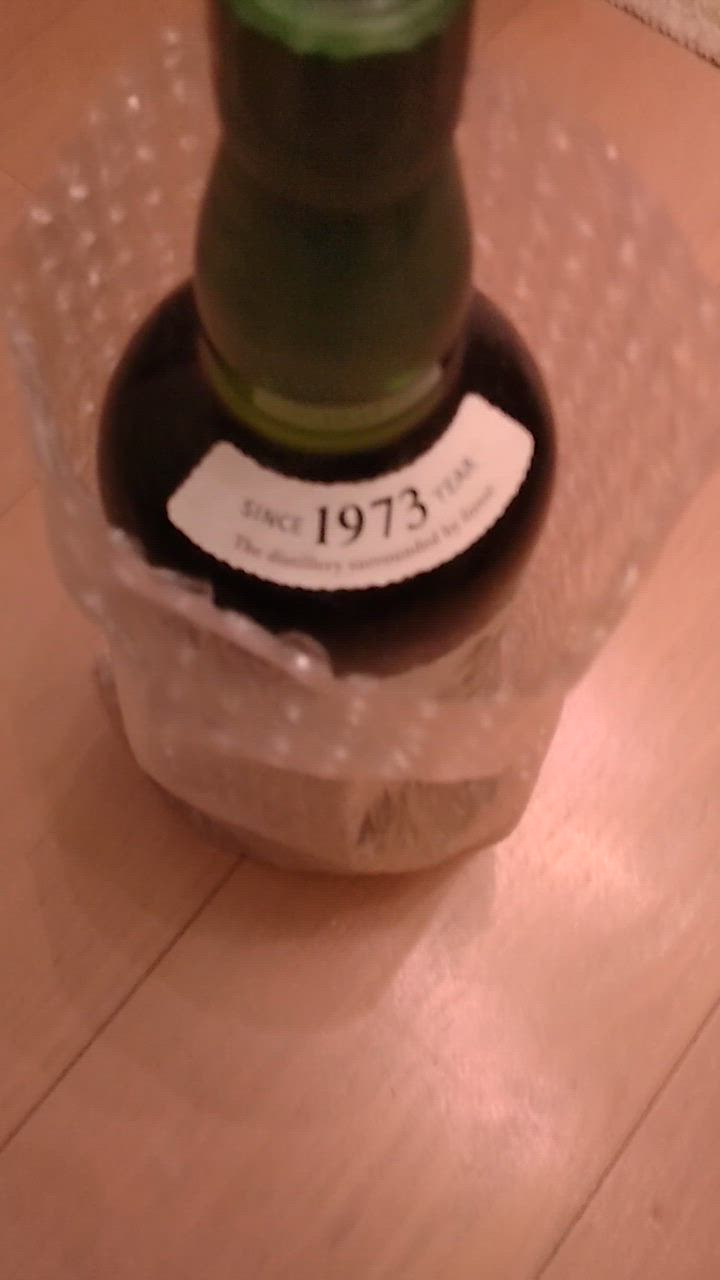 SINCE 1973 YEAR
The distillery surrounded by forest